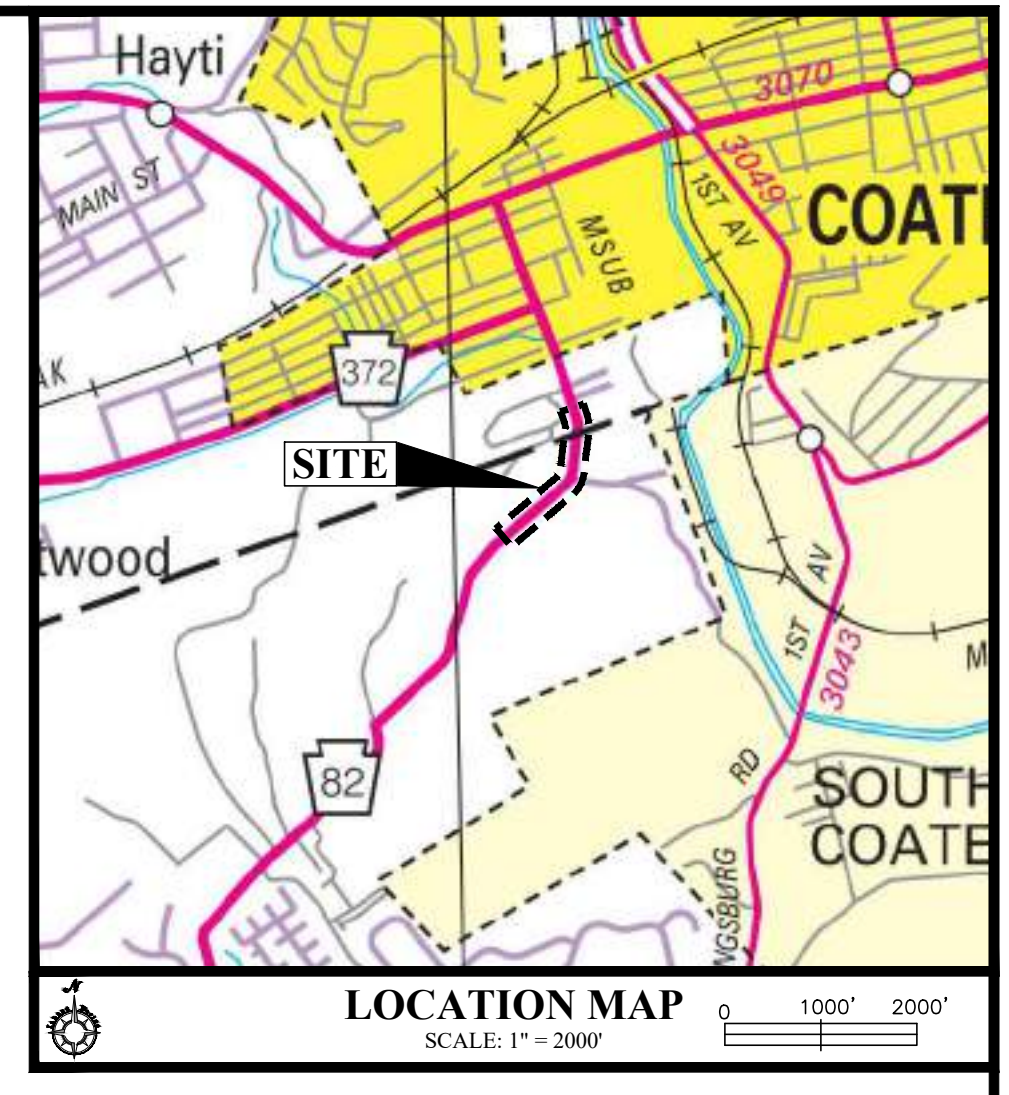 Hayti
MAIN ST
3070
3049
1ST AV
COATE
MSUB
AK
372
SITE
twood
1ST AV
3043
M
82
RD
SOUTH
COATE
NGSBURG
N
LOCATION MAP
SCALE: 1" = 2000'
0 1000' 2000'